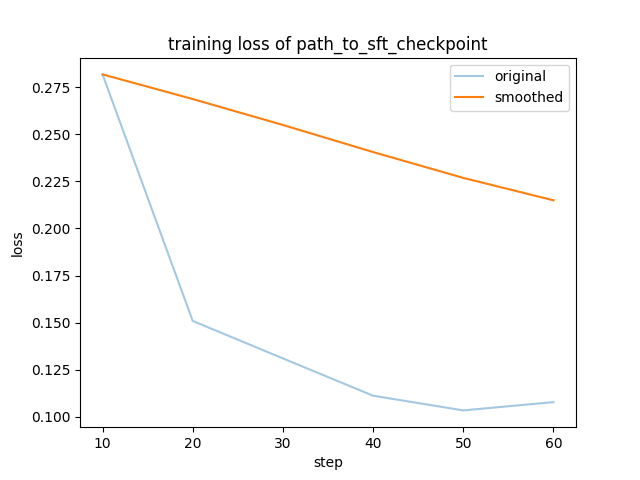 training loss of path_to_sft_checkpoint
original
smoothed
loss
0.275
0.250
0.225
0.200
0.175
0.150
0.125
0.100
10 20 30 40 50 60
step